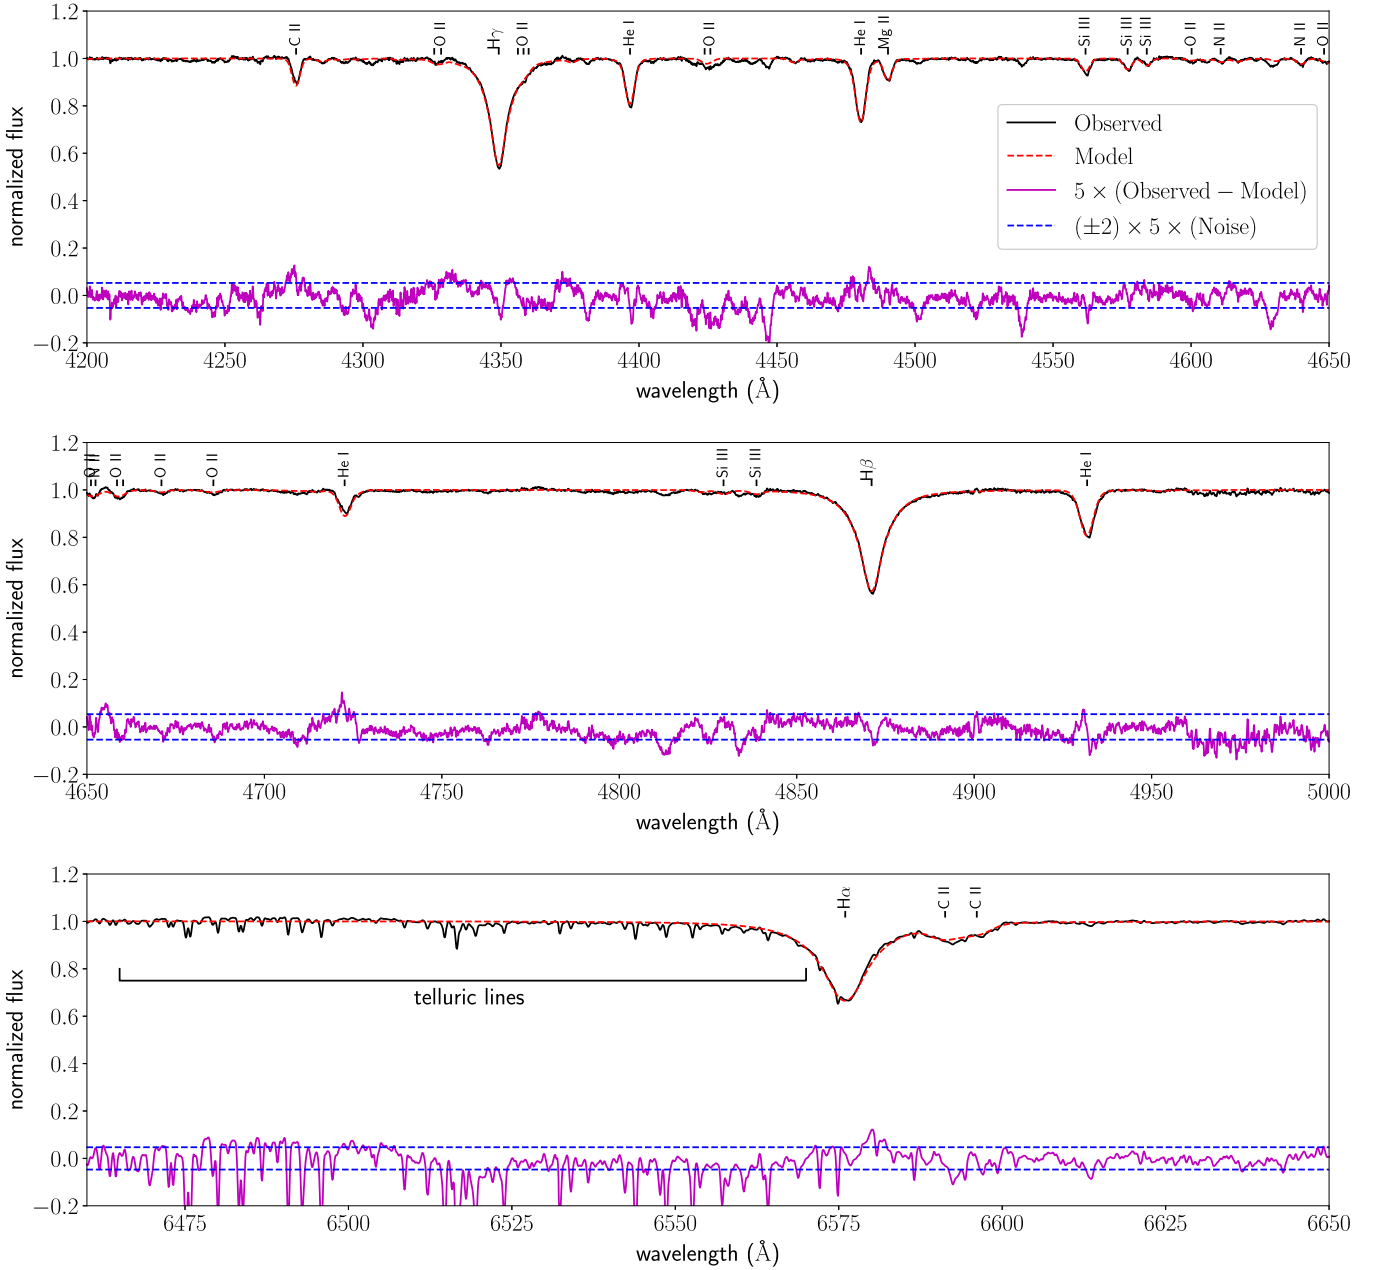 C II
O II
Hγ
O II
He I
O II
He I
Mg II
Si III
Si III
Si III
O II
N II
N II
O II
1.2
1.0
0.8
0.6
0.4
0.2
0.0
−0.2
normalized flux
Observed
Model
5 × (Observed − Model)
(±2) × 5 × (Noise)
4200 4250 4300 4350 4400 4450 4500 4550 4600 4650
wavelength (Å)
O II
N II
O II
O II
O II
He I
Si III
Si III
Hβ
He I
1.2
1.0
0.8
0.6
0.4
0.2
0.0
−0.2
normalized flux
4650 4700 4750 4800 4850 4900 4950 5000
wavelength (Å)
Hα
C II
C II
1.2
1.0
0.8
0.6
0.4
0.2
0.0
−0.2
normalized flux
telluric lines
6475 6500 6525 6550 6575 6600 6625 6650
wavelength (Å)